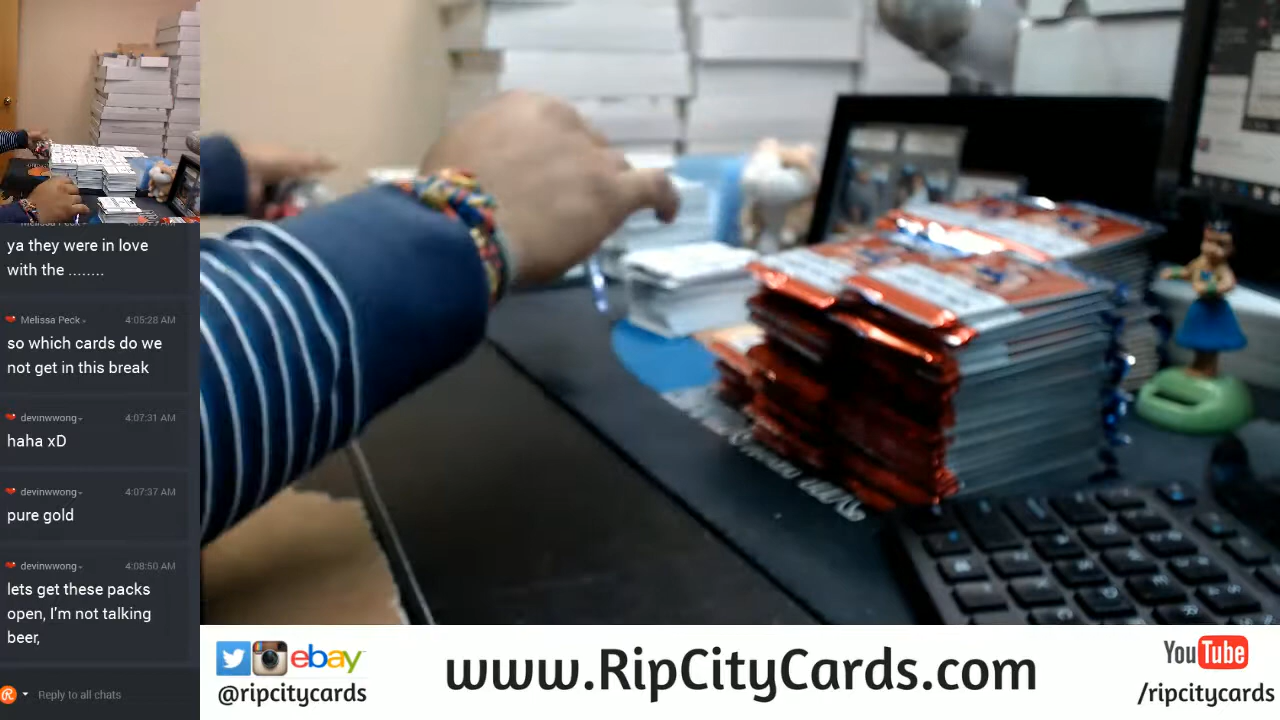 ya they were in love
with the ........
Melissa Peck 4:05:28 AM
so which cards do we
not get in this break
devinwwong 4:07:31 AM
haha xD
devinwwong 4:07:37 AM
pure gold
devinwwong 4:08:50 AM
lets get these packs
open, I'm not talking
beer,
Reply to all chats
ebay
@ripcitycards
www.RipCityCards.com
YouTube
/ripcitycards